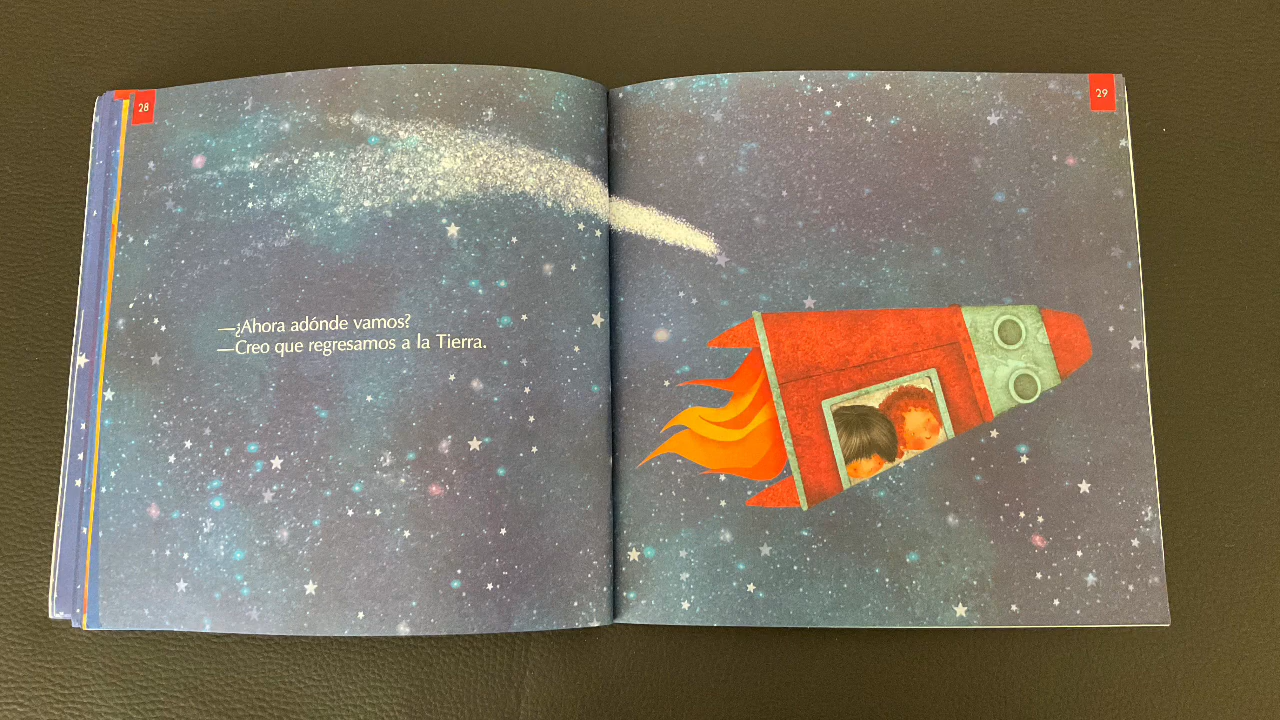 28
29
—¿Ahora adónde vamos?
—Creo que regresamos a la Tierra.